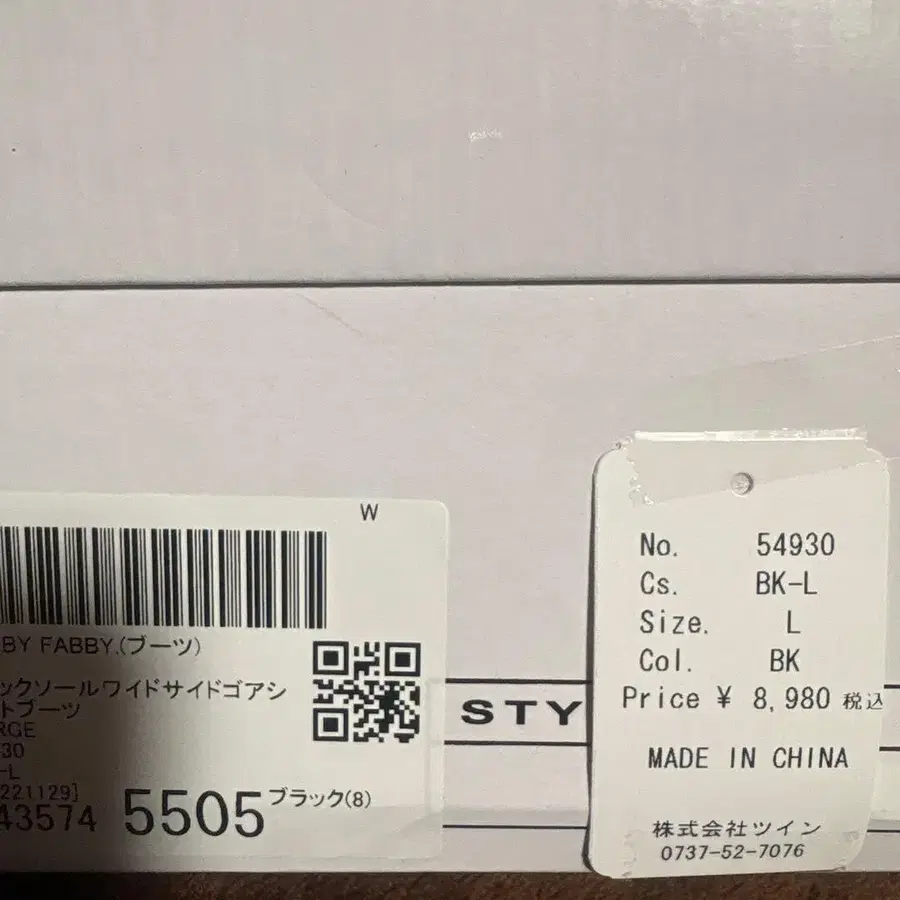 W
BY FABBY.(ブーツ)
ックソールワイドサイドゴアシ
トブーツ
RGE
30
-L
221129]
43574 5505 ブラック(8)
STY
No. 54930
Cs. BK-L
Size. L
Col. BK
Price ¥ 8,980 税込
MADE IN CHINA
株式会社ツイン
0737-52-7076